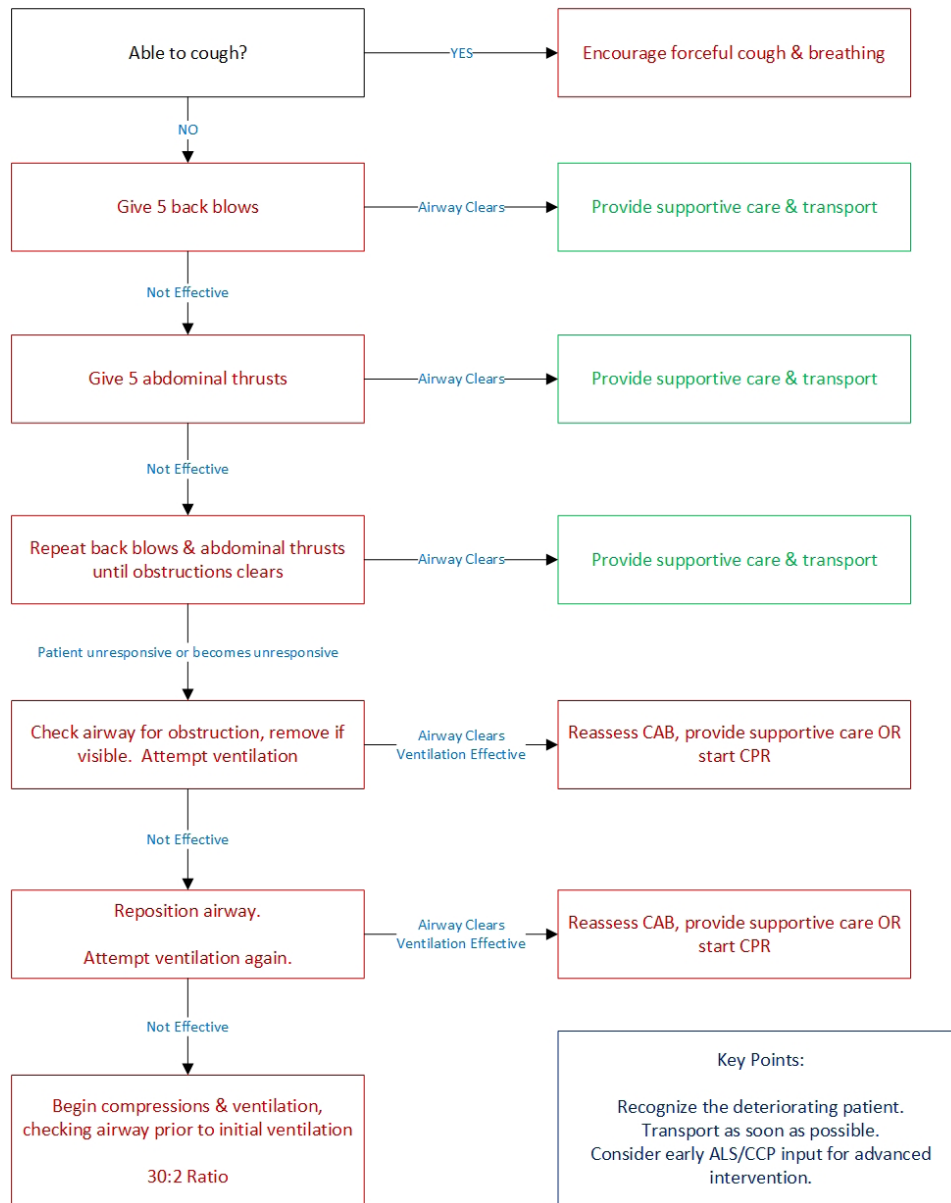 Able to cough?
YES
Encourage forceful cough & breathing
NO
Give 5 back blows
Airway Clears
Provide supportive care & transport
Not Effective
Give 5 abdominal thrusts
Airway Clears
Provide supportive care & transport
Not Effective
Repeat back blows & abdominal thrusts
until obstructions clears
Airway Clears
Provide supportive care & transport
Patient unresponsive or becomes unresponsive
Check airway for obstruction, remove if
visible. Attempt ventilation
Airway Clears
Ventilation Effective
Reassess CAB, provide supportive care OR
start CPR
Not Effective
Reposition airway.
Attempt ventilation again.
Airway Clears
Ventilation Effective
Reassess CAB, provide supportive care OR
start CPR
Not Effective
Begin compressions & ventilation,
checking airway prior to initial ventilation
30:2 Ratio
Key Points:
Recognize the deteriorating patient.
Transport as soon as possible.
Consider early ALS/CCP input for advanced
intervention.